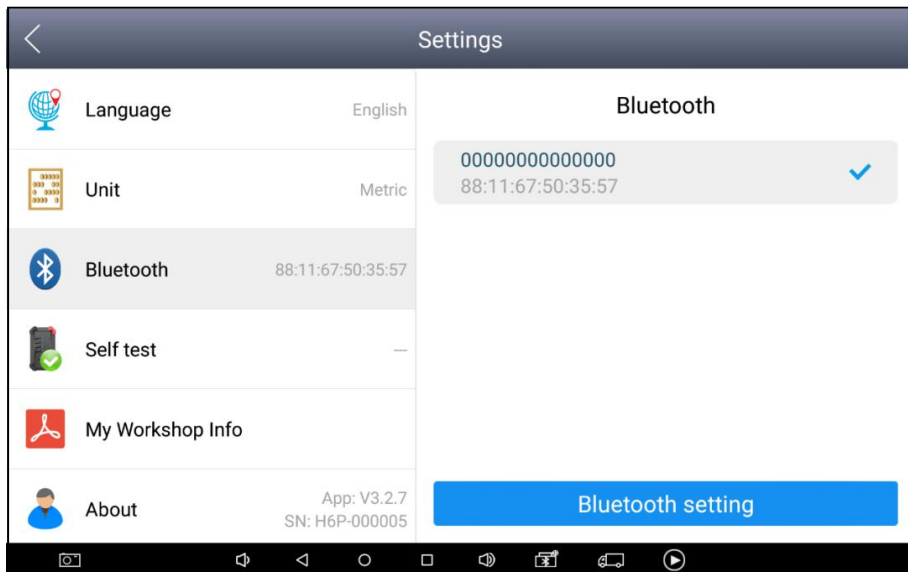 Settings
Language English
Unit Metric
Bluetooth 88:11:67:50:35:57
Self test —
My Workshop Info
About App: V3.2.7
SN: H6P-000005
Bluetooth
00000000000000
88:11:67:50:35:57
Bluetooth setting